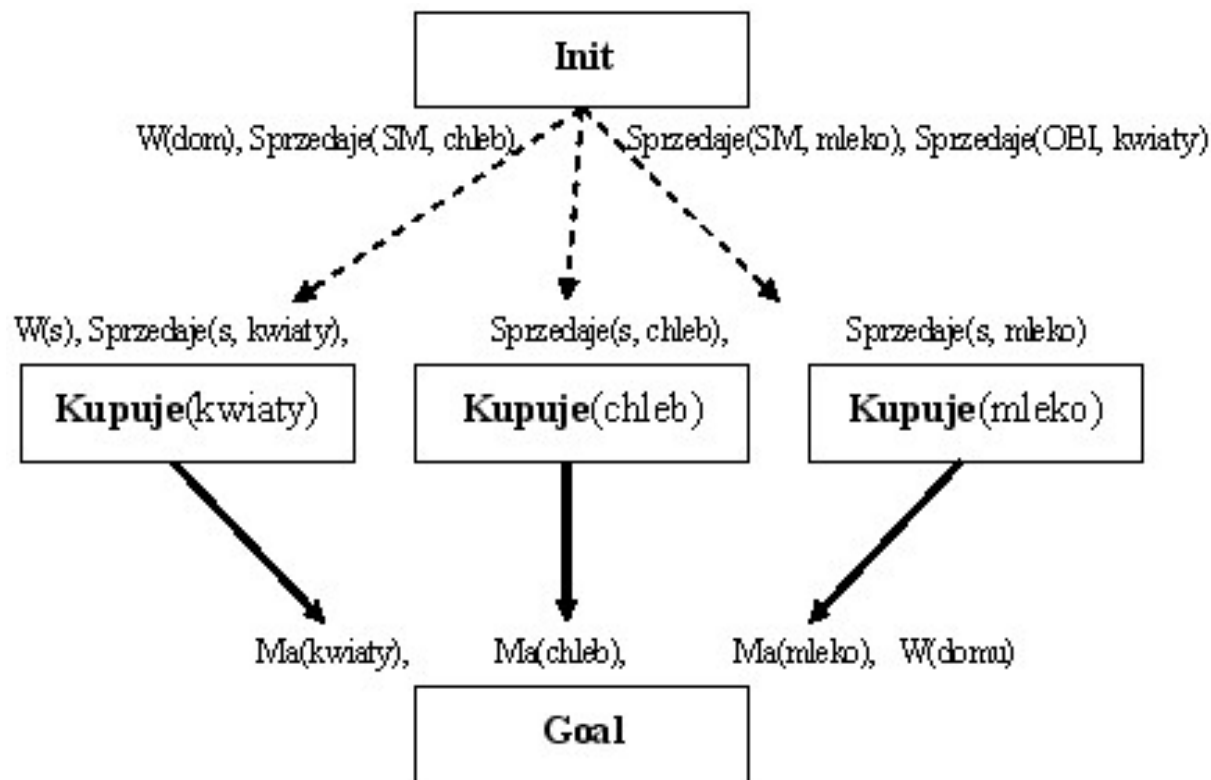 Init
W(dom), Sprzedaje(SM, chleb), Sprzedaje(SM, mleko), Sprzedaje(OBI, kwiaty)
W(s), Sprzedaje(s, kwiaty), Sprzedaje(s, chleb), Sprzedaje(s, mleko)
Kupuje(kwiaty) Kupuje(chleb) Kupuje(mleko)
Ma(kwiaty), Ma(chleb), Ma(mleko), W(domu)
Goal